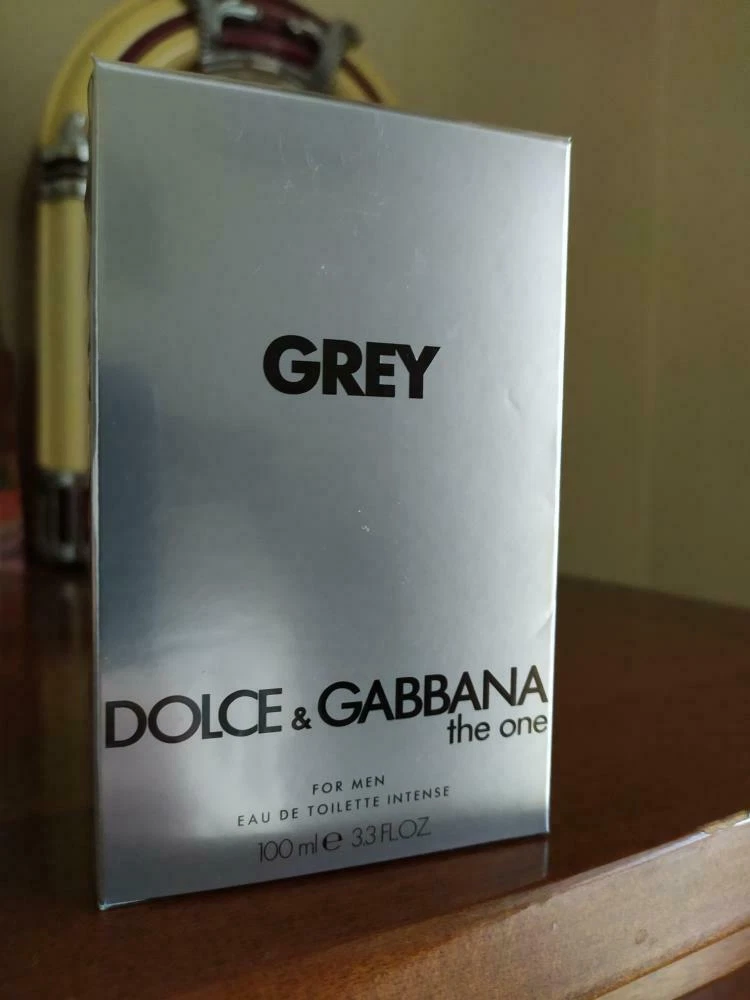 GREY
DOLCE & GABBANA
the one
FOR MEN
EAU DE TOILETTE INTENSE
100 ml e 3.3 FL.OZ.